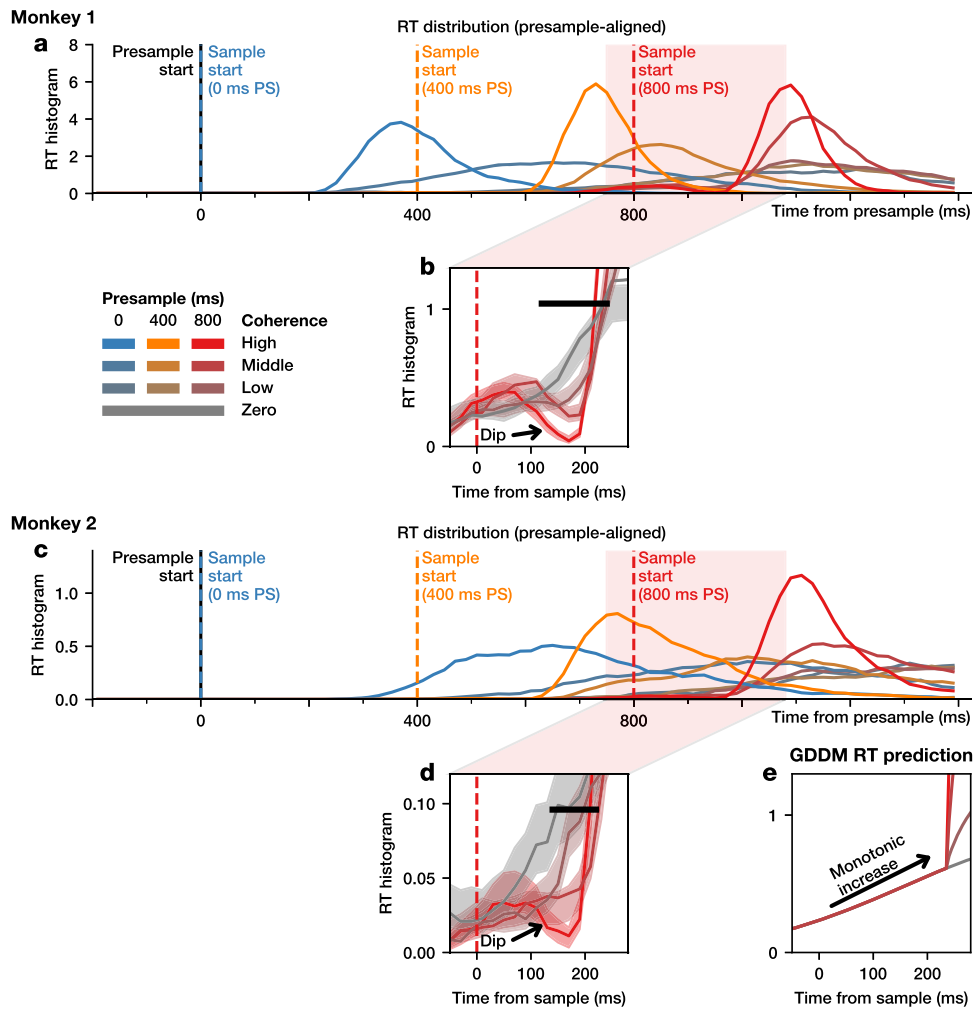 Monkey 1
a
RT distribution (presample-aligned)
8
6
4
2
0
RT histogram
Presample
start
Sample
start
(0 ms PS)
Sample
start
(400 ms PS)
Sample
start
(800 ms PS)
0
400
800
Time from presample (ms)
b
1
0
RT histogram
Dip
0
100
200
Time from sample (ms)
Presample (ms)
0 400 800 Coherence
High
Middle
Low
Zero
Monkey 2
c
RT distribution (presample-aligned)
1.0
0.5
0.0
RT histogram
Presample
start
Sample
start
(0 ms PS)
Sample
start
(400 ms PS)
Sample
start
(800 ms PS)
0
400
800
Time from presample (ms)
d
0.10
0.05
0.00
RT histogram
Dip
0
100
200
Time from sample (ms)
GDDM RT prediction
e
1
0
Monotonic
increase
0
100
200
Time from sample (ms)